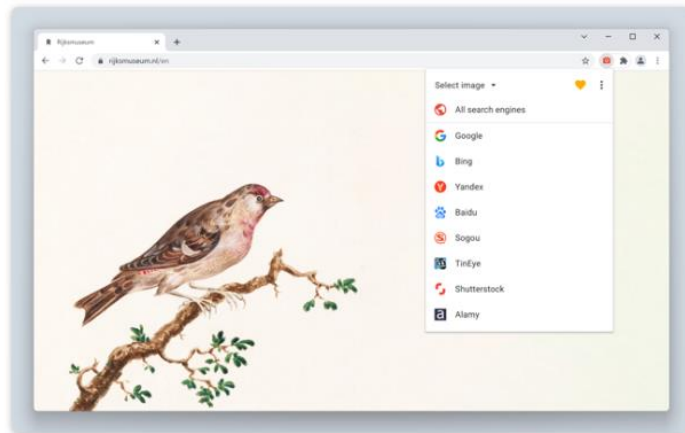 Rijksmuseum
rijksmuseum.nl/en
Select image
All search engines
Google
Bing
Yandex
Baidu
Sogou
TinEye
Shutterstock
Alamy